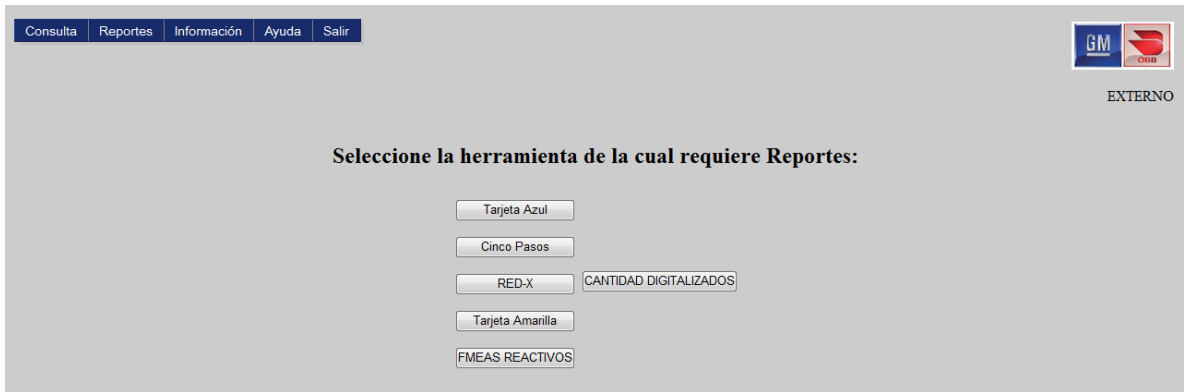 Consulta Reportes Información Ayuda Salir
GM
OBB
EXTERNO
Seleccione la herramienta de la cual requiere Reportes:
Tarjeta Azul
Cinco Pasos
RED-X CANTIDAD DIGITALIZADOS
Tarjeta Amarilla
FMEAS REACTIVOS